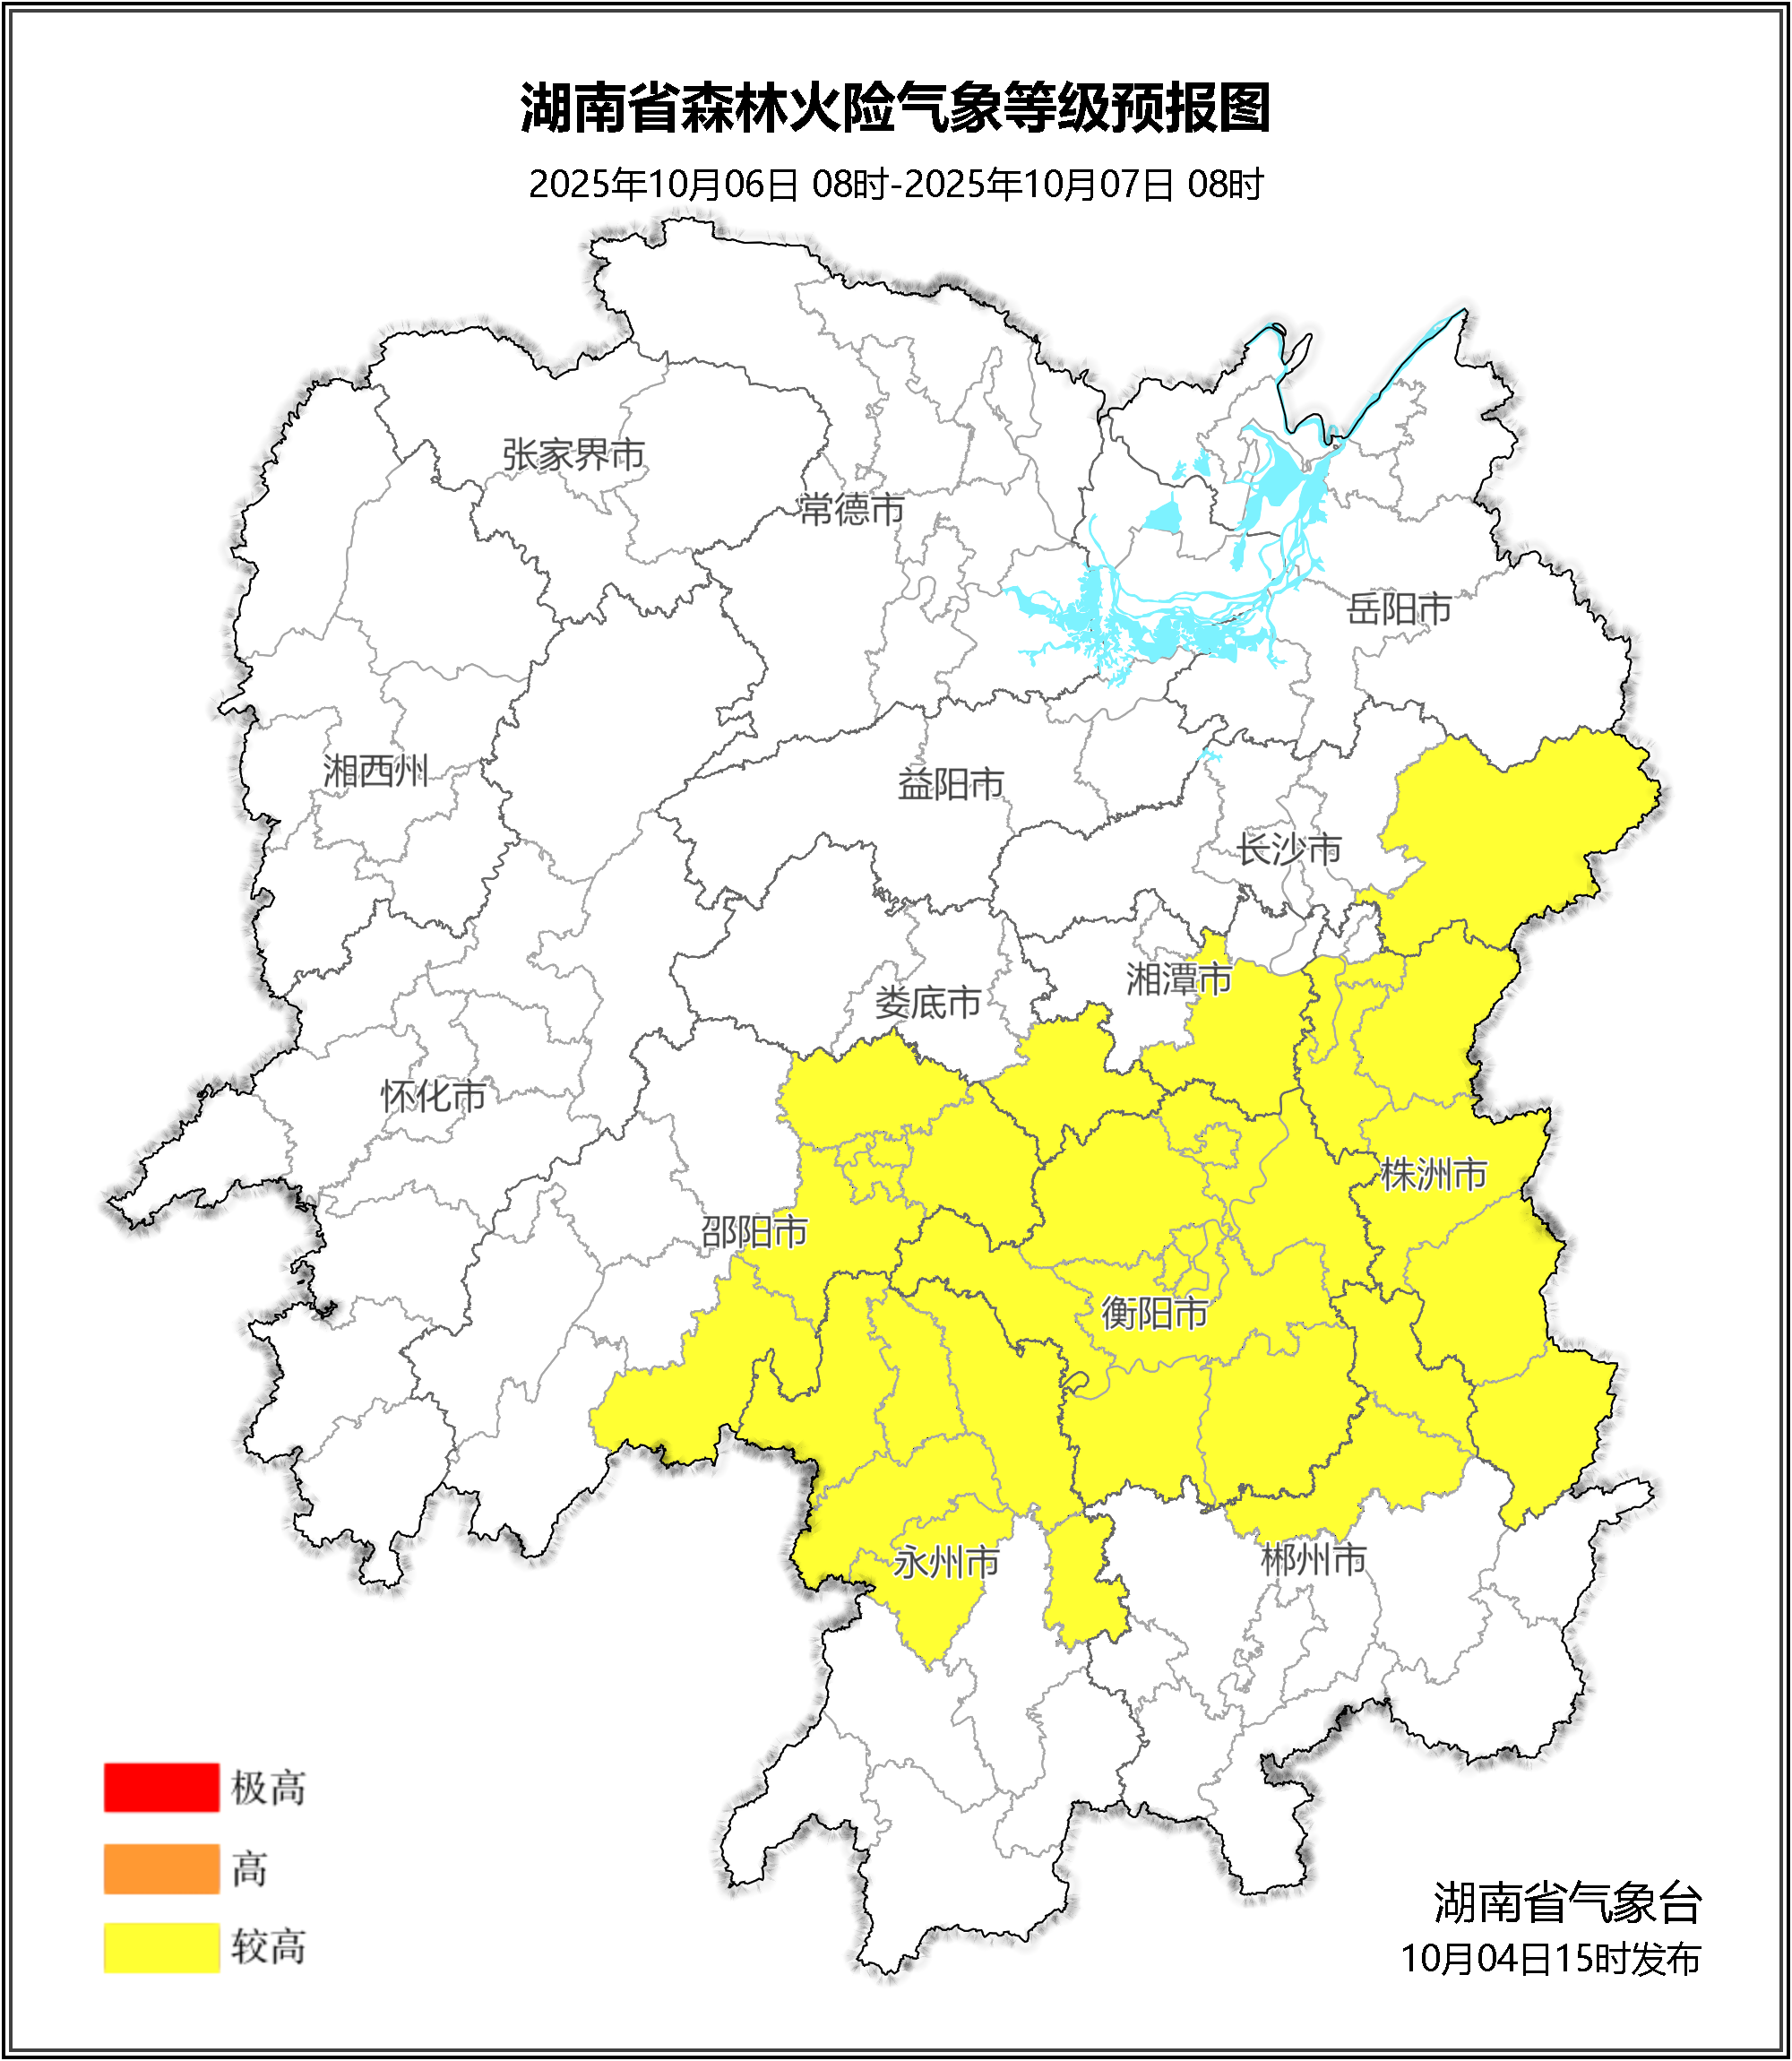 湖南省森林火险气象等级预报图
2025年10月06日 08时-2025年10月07日 08时
张家界市
常德市
岳阳市
湘西州
益阳市
长沙市
湘潭市
娄底市
怀化市
株洲市
邵阳市
衡阳市
永州市
郴州市
极高
高
较高
湖南省气象台
10月04日15时发布